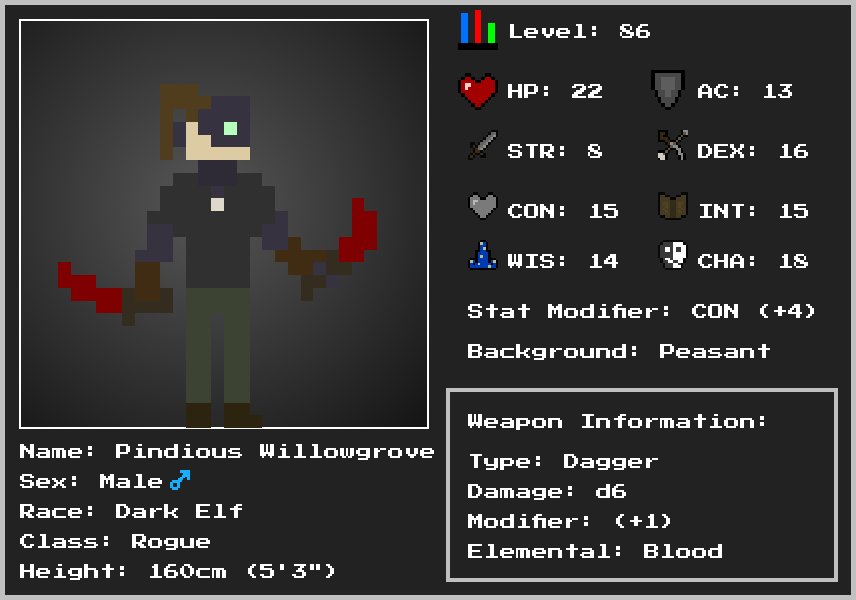 Level: 86
HP: 22
AC: 13
STR: 8
DEX: 16
CON: 15
INT: 15
WIS: 14
CHA: 18
Stat Modifier: CON (+4)
Background: Peasant
Weapon Information:
Type: Dagger
Damage: d6
Modifier: (+1)
Elemental: Blood
Name: Pindious Willowgrove
Sex: Male♂
Race: Dark Elf
Class: Rogue
Height: 160cm (5'3")